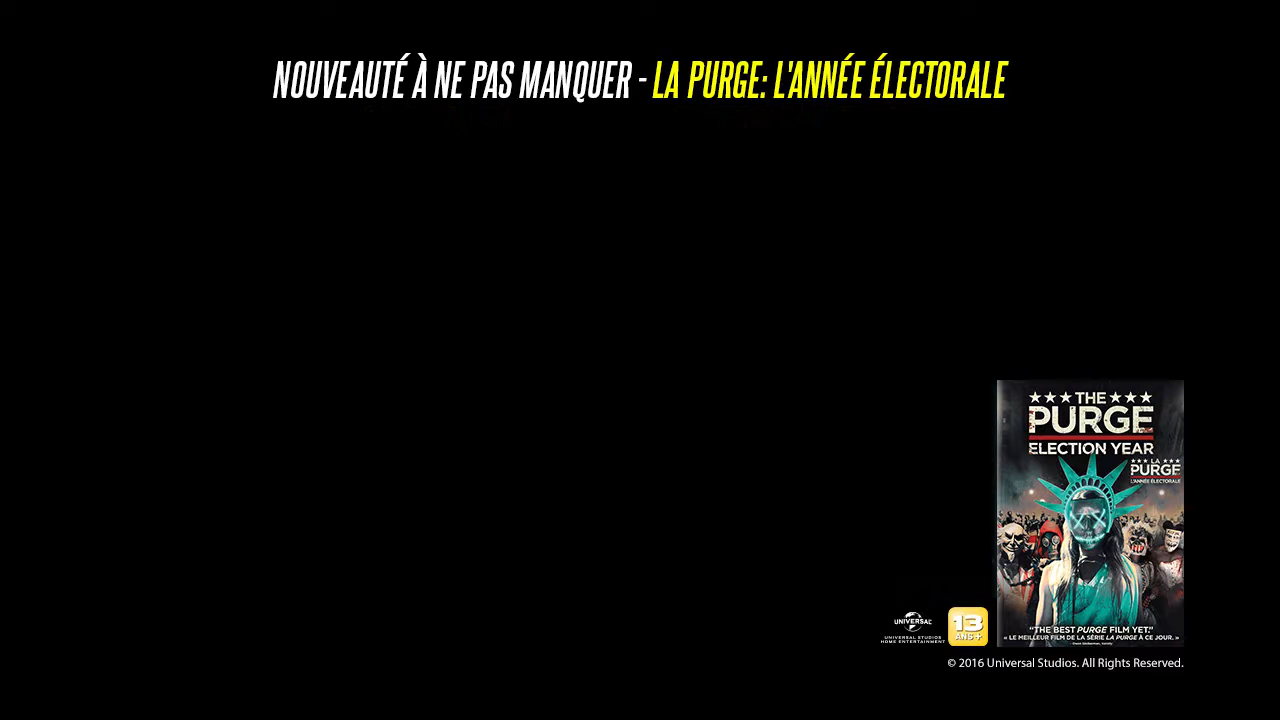 NOUVEAUTÉ À NE PAS MANQUER - LA PURGE: L'ANNÉE ÉLECTORALE
★★★ THE ★★★
PURGE
ELECTION YEAR
★★★ LA ★★★
PURGE
L'ANNÉE ÉLECTORALE
"THE BEST PURGE FILM YET."
« LE MEILLEUR FILM DE LA SÉRIE LA PURGE À CE JOUR. »
UNIVERSAL
UNIVERSAL STUDIOS
HOME ENTERTAINMENT
13
ANS +
© 2016 Universal Studios. All Rights Reserved.